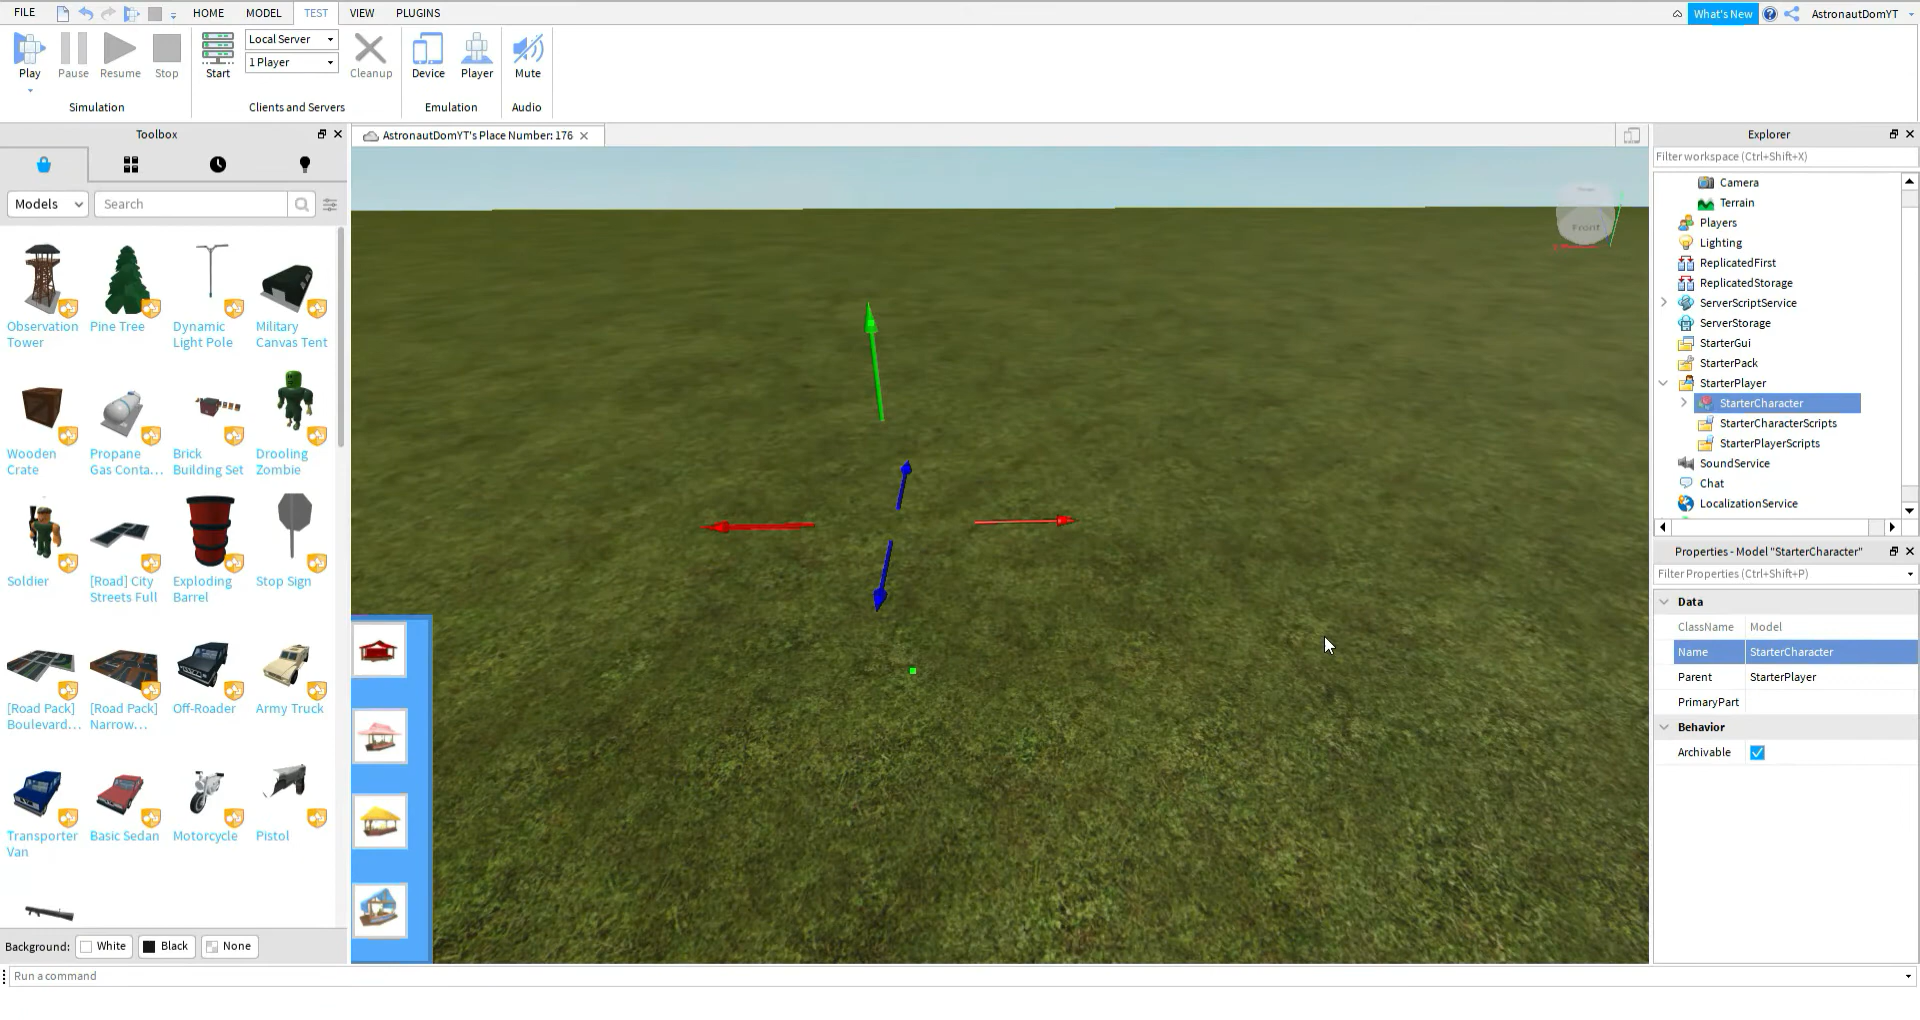 FILE
HOME
MODEL
TEST
VIEW
PLUGINS
What's New
AstronautDomYT
Play
Pause
Resume
Stop
Simulation
Start
Local Server
1 Player
Cleanup
Clients and Servers
Device
Player
Emulation
Mute
Audio
Toolbox
Models
Search
Observation
Tower
Pine Tree
Dynamic
Light Pole
Military
Canvas Tent
Wooden
Crate
Propane
Gas Conta...
Brick
Building Set
Drooling
Zombie
Soldier
[Road] City
Streets Full
Exploding
Barrel
Stop Sign
[Road Pack]
Boulevard...
[Road Pack]
Narrow...
Off-Roader
Army Truck
Transporter
Van
Basic Sedan
Motorcycle
Pistol
Background:
White
Black
None
Run a command
AstronautDomYT's Place Number: 176
Front
Explorer
Filter workspace (Ctrl+Shift+X)
Camera
Terrain
Players
Lighting
ReplicatedFirst
ReplicatedStorage
ServerScriptService
ServerStorage
StarterGui
StarterPack
StarterPlayer
StarterCharacter
StarterCharacterScripts
StarterPlayerScripts
SoundService
Chat
LocalizationService
Properties - Model "StarterCharacter"
Filter Properties (Ctrl+Shift+P)
Data
ClassName Model
Name StarterCharacter
Parent StarterPlayer
PrimaryPart
Behavior
Archivable